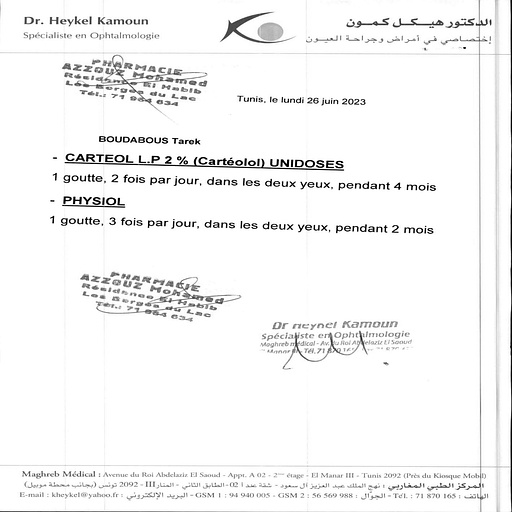 Dr. Heykel Kamoun
الدكتور هيـكـل كمـون
Spécialiste en Ophtalmologie
إختصاصي في أمراض وجراحة العيـون
PHARMACIE
AZZOUZ Mohamed
Résidence El Habib
Les Berges du Lac
Tél.: 71 964 634
Tunis, le lundi 26 juin 2023
BOUDABOUS Tarek
- CARTEOL L.P 2 % (Cartéolol) UNIDOSES
1 goutte, 2 fois par jour, dans les deux yeux, pendant 4 mois
- PHYSIOL
1 goutte, 3 fois par jour, dans les deux yeux, pendant 2 mois
PHARMACIE
AZZOUZ Mohamed
Résidence El Habib
Les Berges du Lac
Tél.: 71 964 634
Dr Heykel Kamoun
Spécialiste en Ophtalmologie
Maghreb médical - Av. du Roi Abdelaziz El Saoud
Manar III - Tél. 71 870 165
Maghreb Médical : Avenue du Roi Abdelaziz El Saoud - Appt. A 02 - 2ème étage - El Manar III - Tunis 2092 (Près du Kiosque Mobil)
المركز الطبي المغاربي : نهج الملك عبد العزيز آل سعود - شقة عدد أ 02- الطابق الثاني - المنار III - 2092 تونس (بجانب محطة موبيل)
E-mail : kheykel@yahoo.fr : البريد الإلكتروني - GSM 1 : 94 940 005 - GSM 2 : 56 569 988 : الجوال - Tél. : 71 870 165 : الهاتف